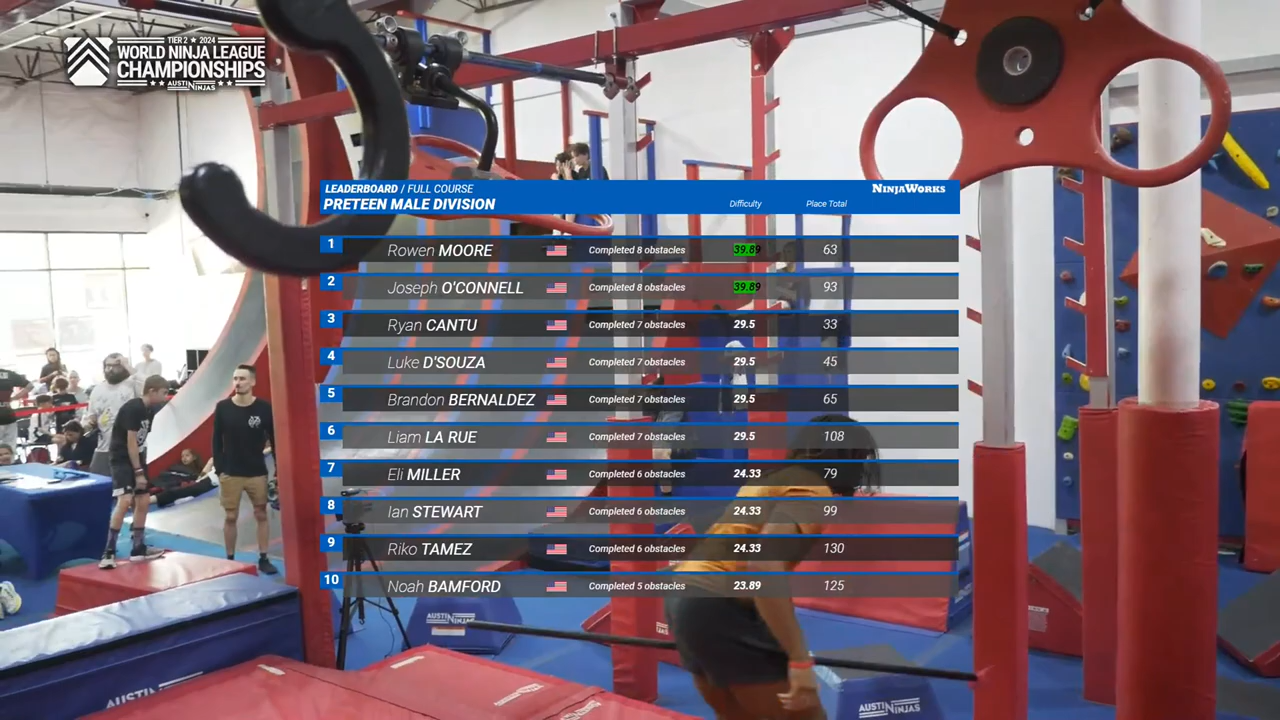 TIER 2 ★ 2024
WORLD NINJA LEAGUE
CHAMPIONSHIPS
★ ★ AUSTIN NINJAS ★ ★
LEADERBOARD / FULL COURSE
NINJAWORKS
PRETEEN MALE DIVISION
Difficulty
Place Total
1 Rowen MOORE Completed 8 obstacles 39.89 63
2 Joseph O'CONNELL Completed 8 obstacles 39.89 93
3 Ryan CANTU Completed 7 obstacles 29.5 33
4 Luke D'SOUZA Completed 7 obstacles 29.5 45
5 Brandon BERNALDEZ Completed 7 obstacles 29.5 65
6 Liam LA RUE Completed 7 obstacles 29.5 108
7 Eli MILLER Completed 6 obstacles 24.33 79
8 Ian STEWART Completed 6 obstacles 24.33 99
9 Riko TAMEZ Completed 6 obstacles 24.33 130
10 Noah BAMFORD Completed 5 obstacles 23.89 125
AUSTIN NINJAS
AUSTIN
AUSTIN NINJAS